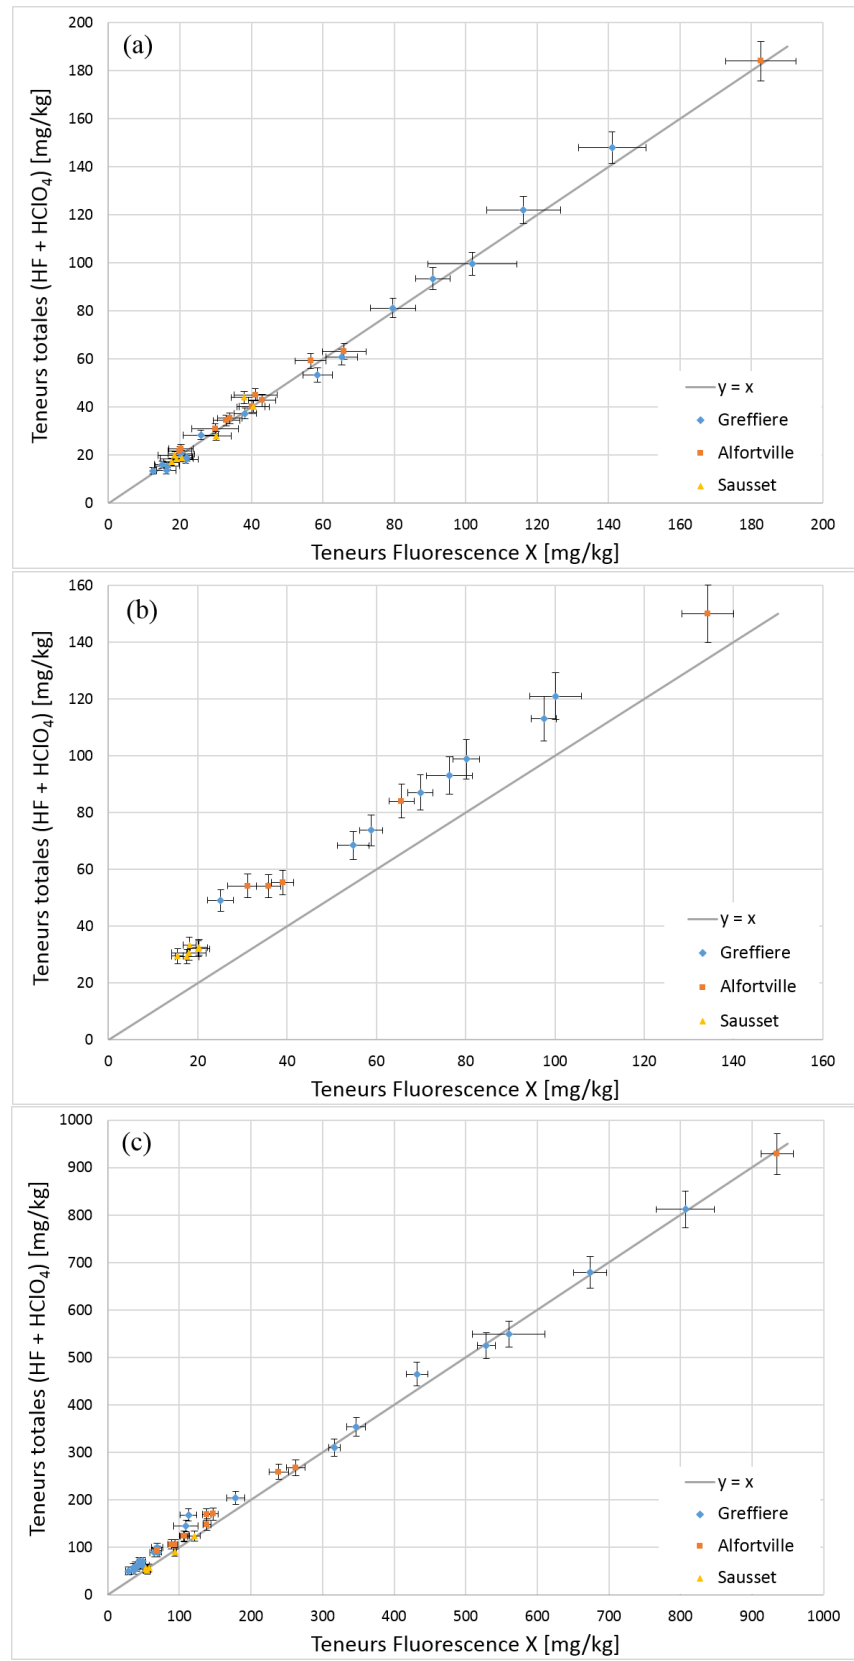 (a)
Teneurs totales (HF + HClO₄) [mg/kg]
200
180
160
140
120
100
80
60
40
20
0
y = x
Greffiere
Alfortville
Sausset
0 20 40 60 80 100 120 140 160 180 200
Teneurs Fluorescence X [mg/kg]
(b)
Teneurs totales (HF + HClO₄) [mg/kg]
160
140
120
100
80
60
40
20
0
y = x
Greffiere
Alfortville
Sausset
0 20 40 60 80 100 120 140 160
Teneurs Fluorescence X [mg/kg]
(c)
Teneurs totales (HF + HClO₄) [mg/kg]
1000
900
800
700
600
500
400
300
200
100
0
y = x
Greffiere
Alfortville
Sausset
0 100 200 300 400 500 600 700 800 900 1000
Teneurs Fluorescence X [mg/kg]